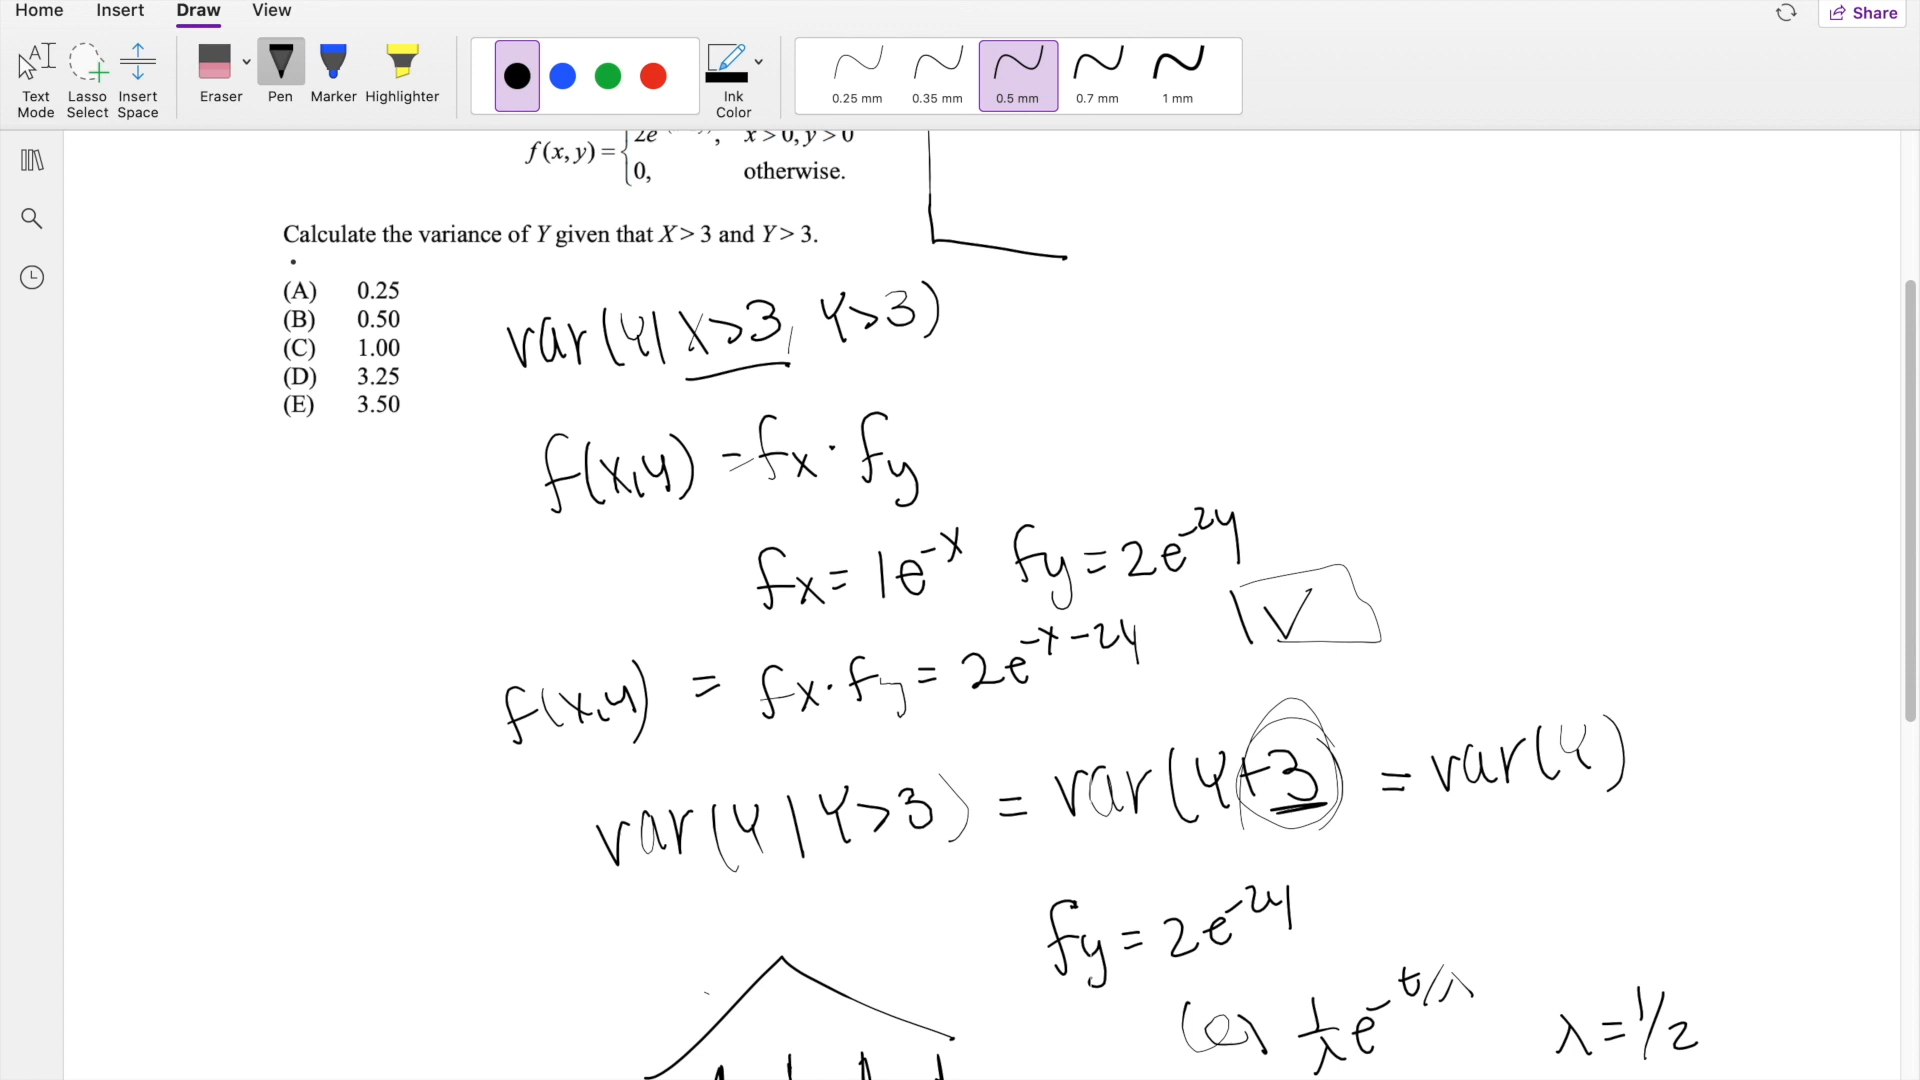 Home Insert Draw View Share
Text Mode Lasso Select Insert Space Eraser Pen Marker Highlighter Ink Color 0.25 mm 0.35 mm 0.5 mm 0.7 mm 1 mm
x > 0, y > 0
f(x, y) = {2e ,
0, otherwise.
Calculate the variance of Y given that X > 3 and Y > 3.
(A) 0.25
(B) 0.50
(C) 1.00
(D) 3.25
(E) 3.50
var(Y| X>3, Y>3)
f(x,y) = fx · fy
fx = 1e^-x fy = 2e^-2y
f(x,y) = fx · fy = 2e^-x-2y
var(Y | Y>3) = var(Y+3) = var(Y)
fy = 2e^-2y
1/λ e^-t/λ λ = 1/2